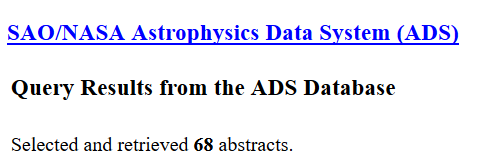 SAO/NASA Astrophysics Data System (ADS)
Query Results from the ADS Database
Selected and retrieved 68 abstracts.